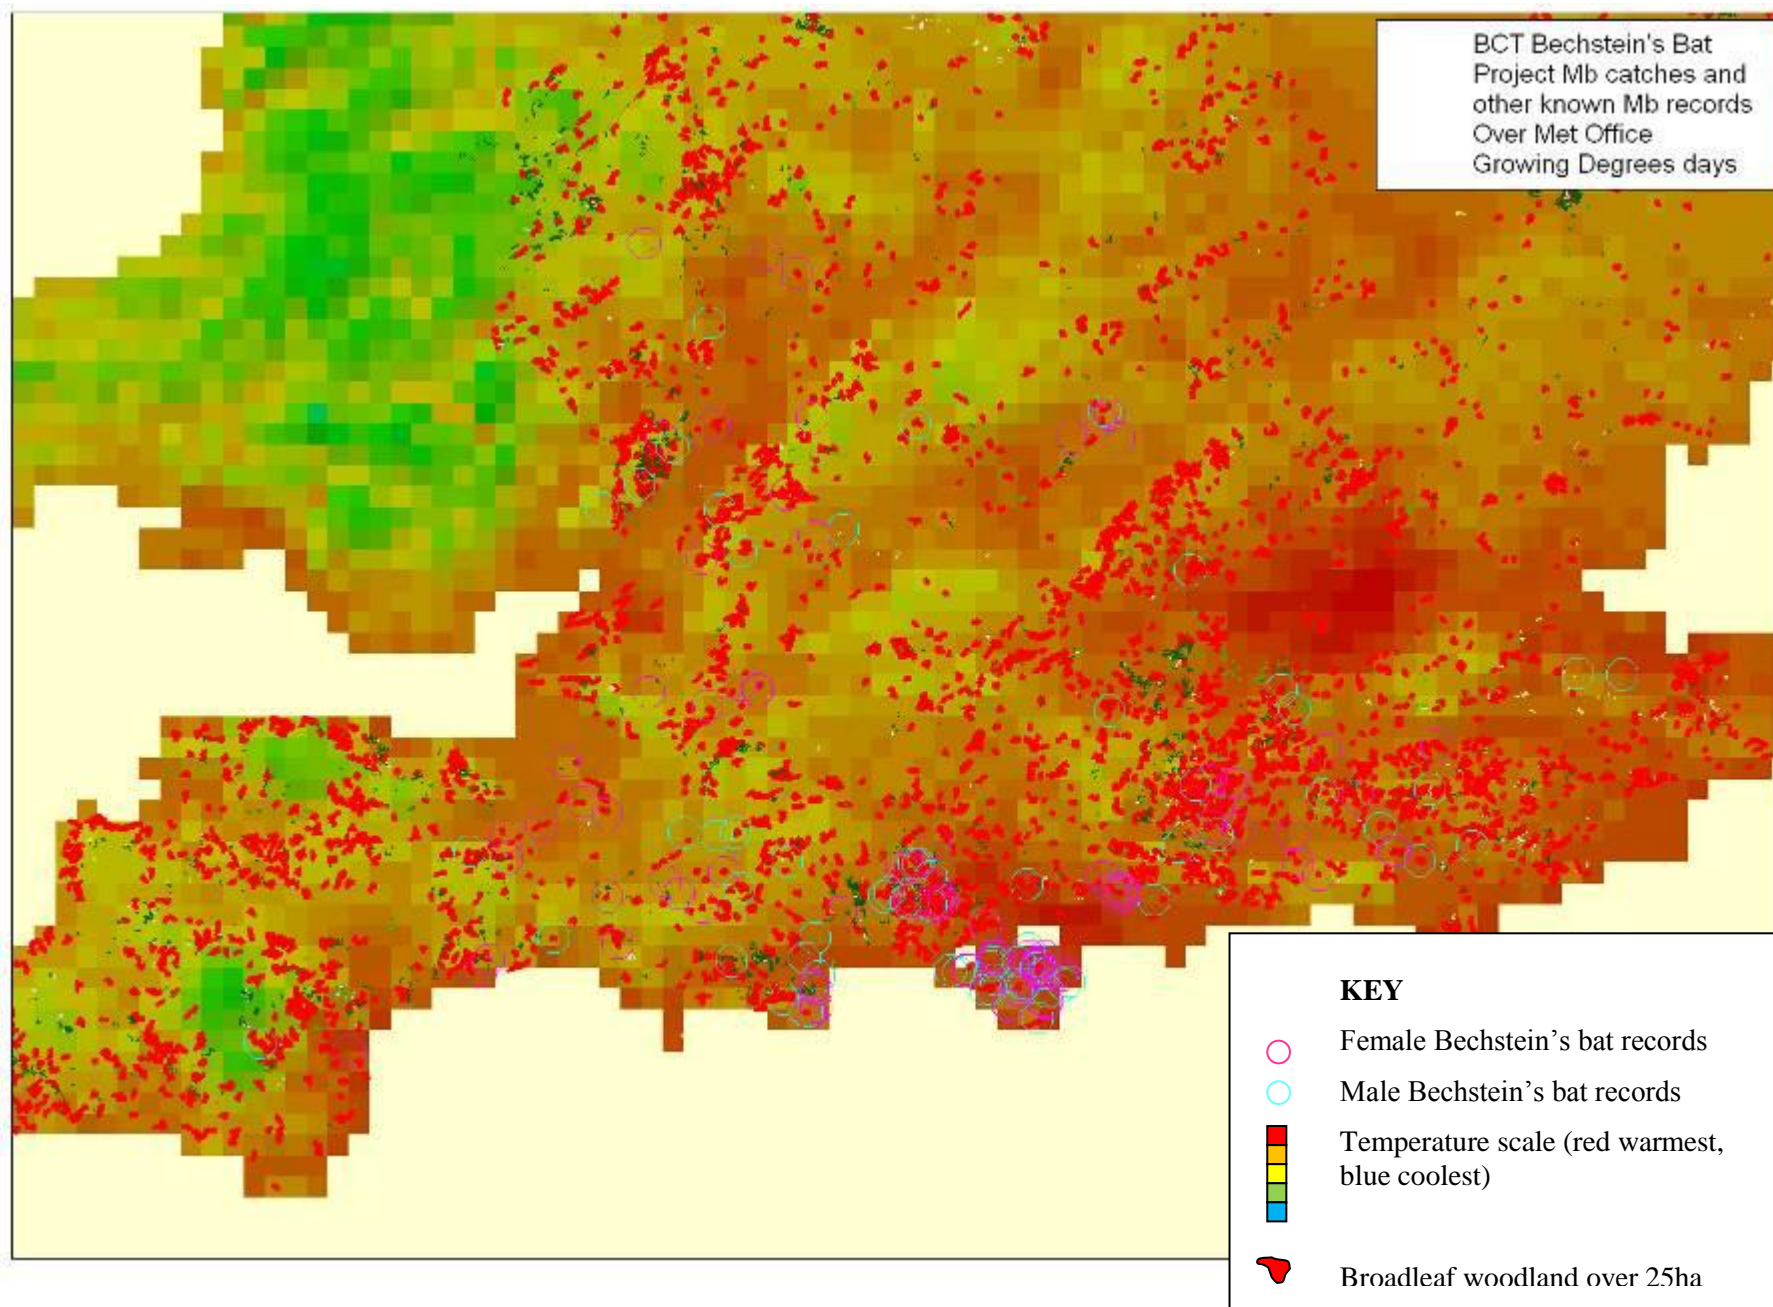 BCT Bechstein's Bat
Project Mb catches and
other known Mb records
Over Met Office
Growing Degrees days
KEY
Female Bechstein’s bat records
Male Bechstein’s bat records
Temperature scale (red warmest,
blue coolest)
Broadleaf woodland over 25ha